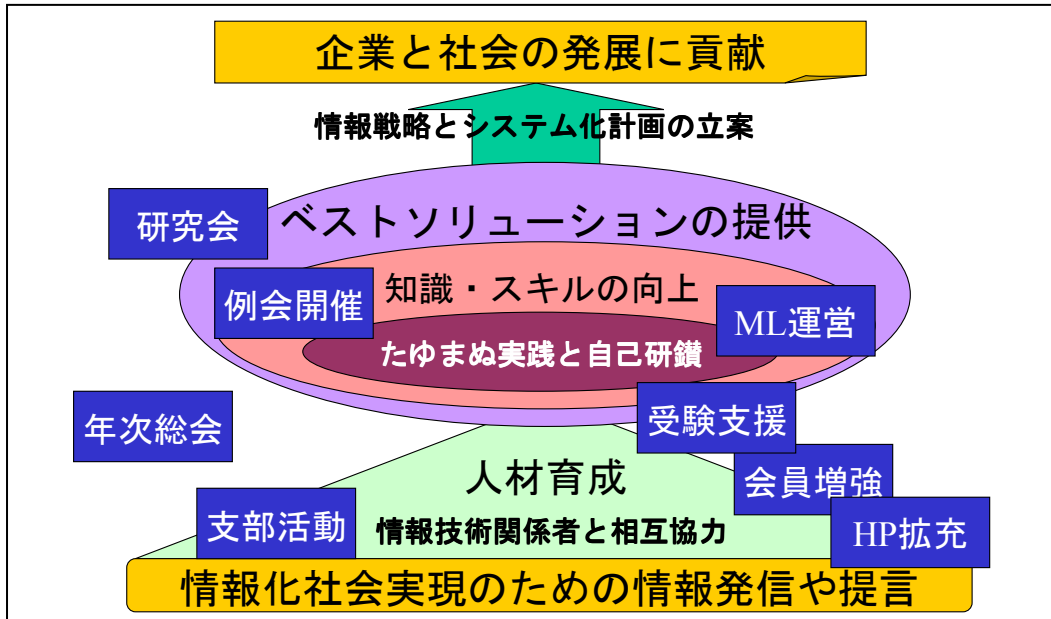 企業と社会の発展に貢献
情報戦略とシステム化計画の立案
研究会
ベストソリューションの提供
例会開催
知識・スキルの向上
ML運営
たゆまぬ実践と自己研鑽
年次総会
受験支援
人材育成
会員増強
支部活動
情報技術関係者と相互協力
HP拡充
情報化社会実現のための情報発信や提言